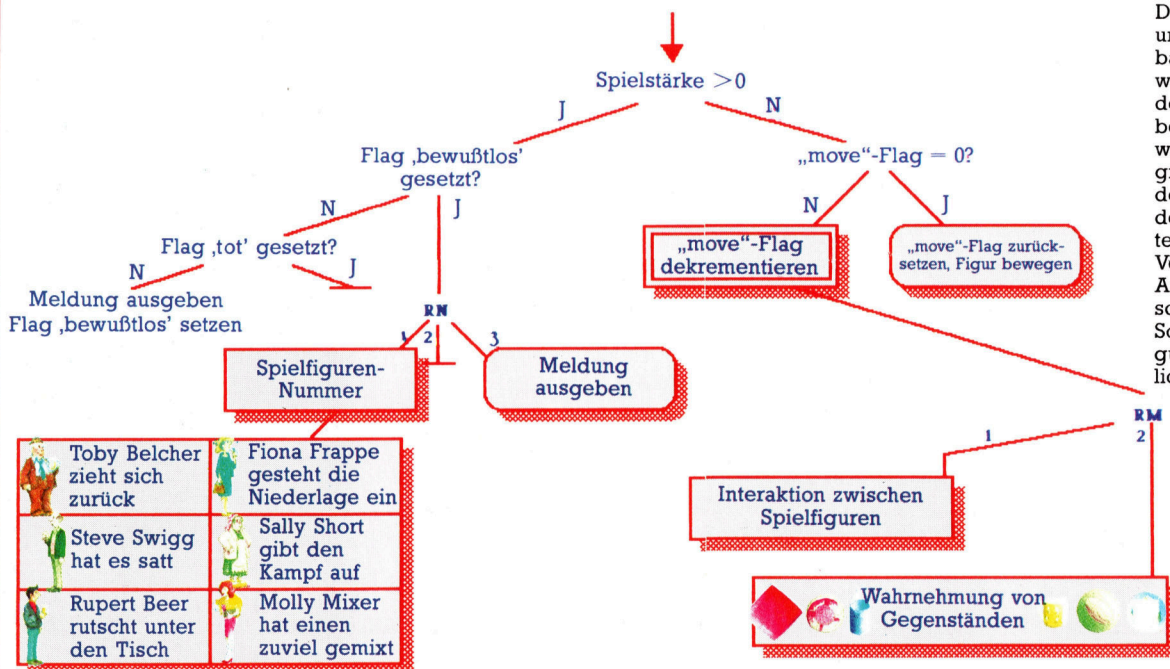 Spielstärke >0
J
N
Flag ‚bewußtlos’
gesetzt?
„move“-Flag = 0?
N
J
N
J
Flag ‚tot’ gesetzt?
„move“-Flag
dekrementieren
„move“-Flag zurück-
setzen, Figur bewegen
N
J
Meldung ausgeben
Flag ‚bewußtlos’ setzen
RN
1
2
3
Spielfiguren-
Nummer
Meldung
ausgeben
RM
1
2
Toby Belcher
zieht sich
zurück
Fiona Frappe
gesteht die
Niederlage ein
Steve Swigg
hat es satt
Sally Short
gibt den
Kampf auf
Rupert Beer
rutscht unter
den Tisch
Molly Mixer
hat einen
zuviel gemixt
Interaktion zwischen
Spielfiguren
Wahrnehmung von
Gegenständen